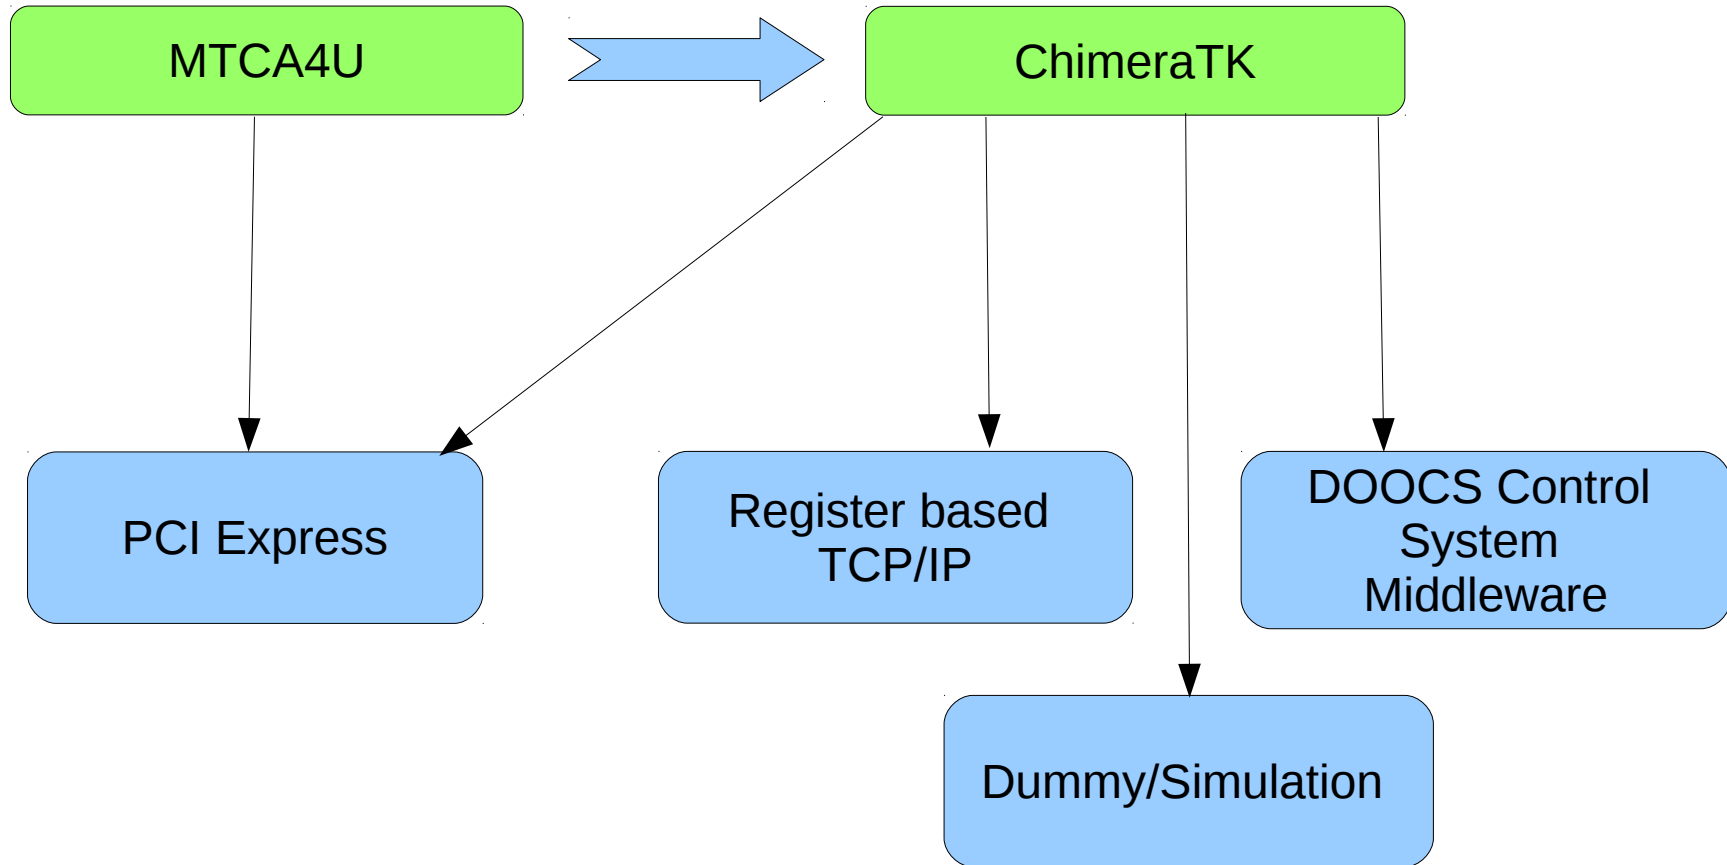 MTCA4U
ChimeraTK
PCI Express
Register based
TCP/IP
DOOCS Control
System
Middleware
Dummy/Simulation